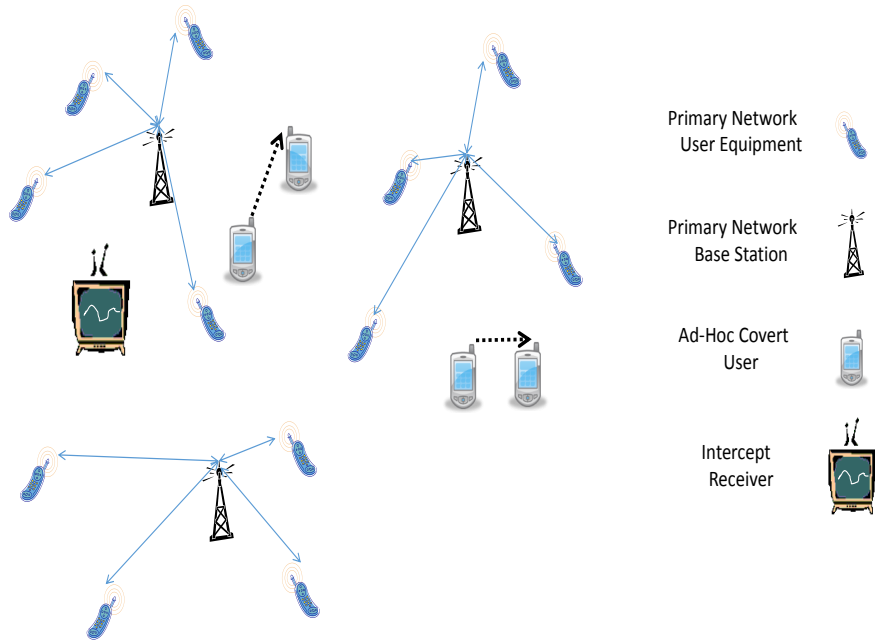 Primary Network
User Equipment
Primary Network
Base Station
Ad-Hoc Covert
User
Intercept
Receiver